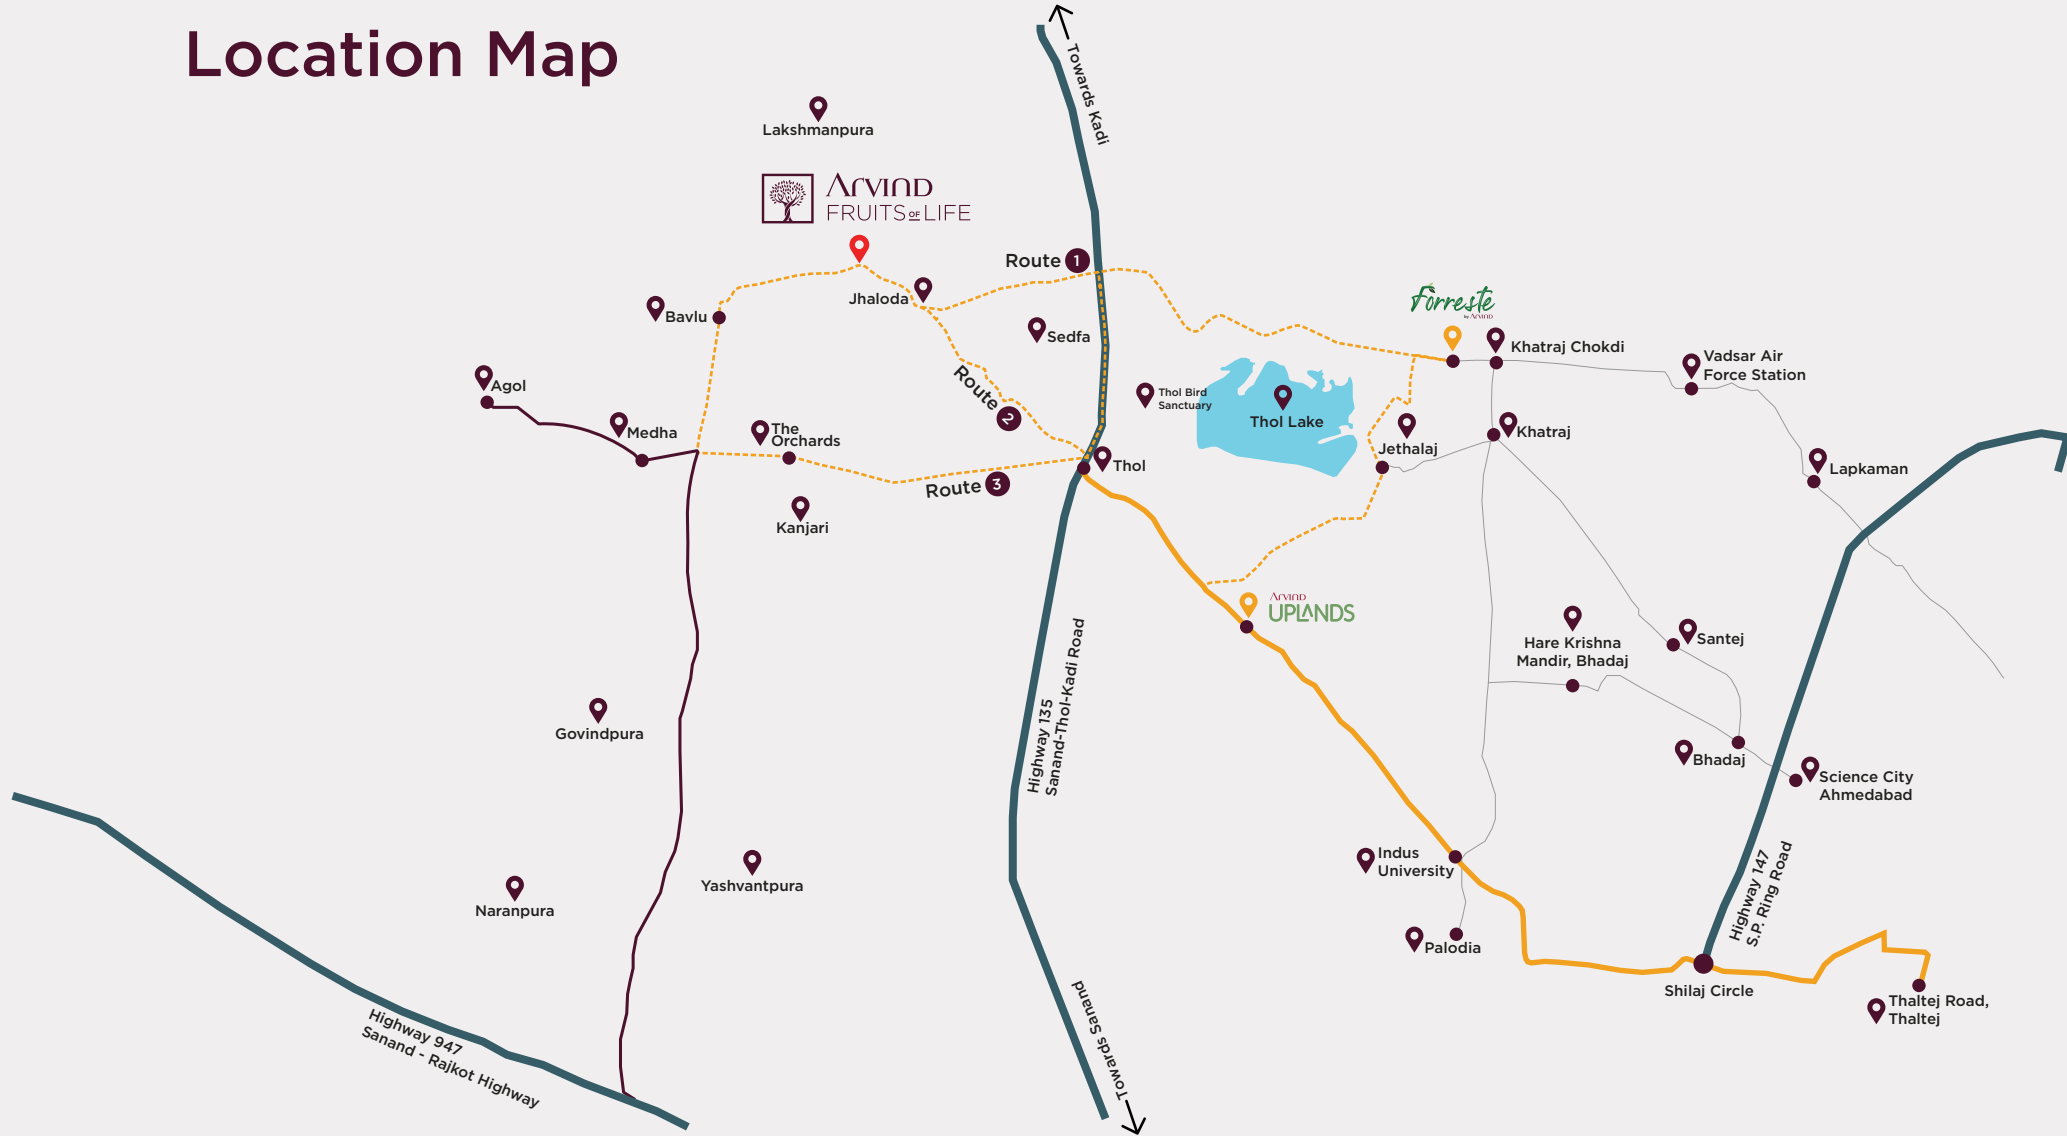 Location Map
Towards Kadi
Lakshmanpura
ARVIND
FRUITS OF LIFE
Route 1
Jhaloda
Bavlu
Sedfa
Forreste
by ARVIND
Khatraj Chokdi
Vadsar Air
Force Station
Agol
Medha
The
Orchards
Route 2
Thol Bird
Sanctuary
Thol Lake
Jethalaj
Khatraj
Thol
Lapkaman
Route 3
Kanjari
ARVIND
UPLANDS
Hare Krishna
Mandir, Bhadaj
Santej
Highway 135
Sanand-Thol-Kadi Road
Govindpura
Bhadaj
Science City
Ahmedabad
Indus
University
Yashvantpura
Naranpura
Highway 147
S.P. Ring Road
Palodia
Shilaj Circle
Thaltej Road,
Thaltej
Highway 947
Sanand - Rajkot Highway
Towards Sanand